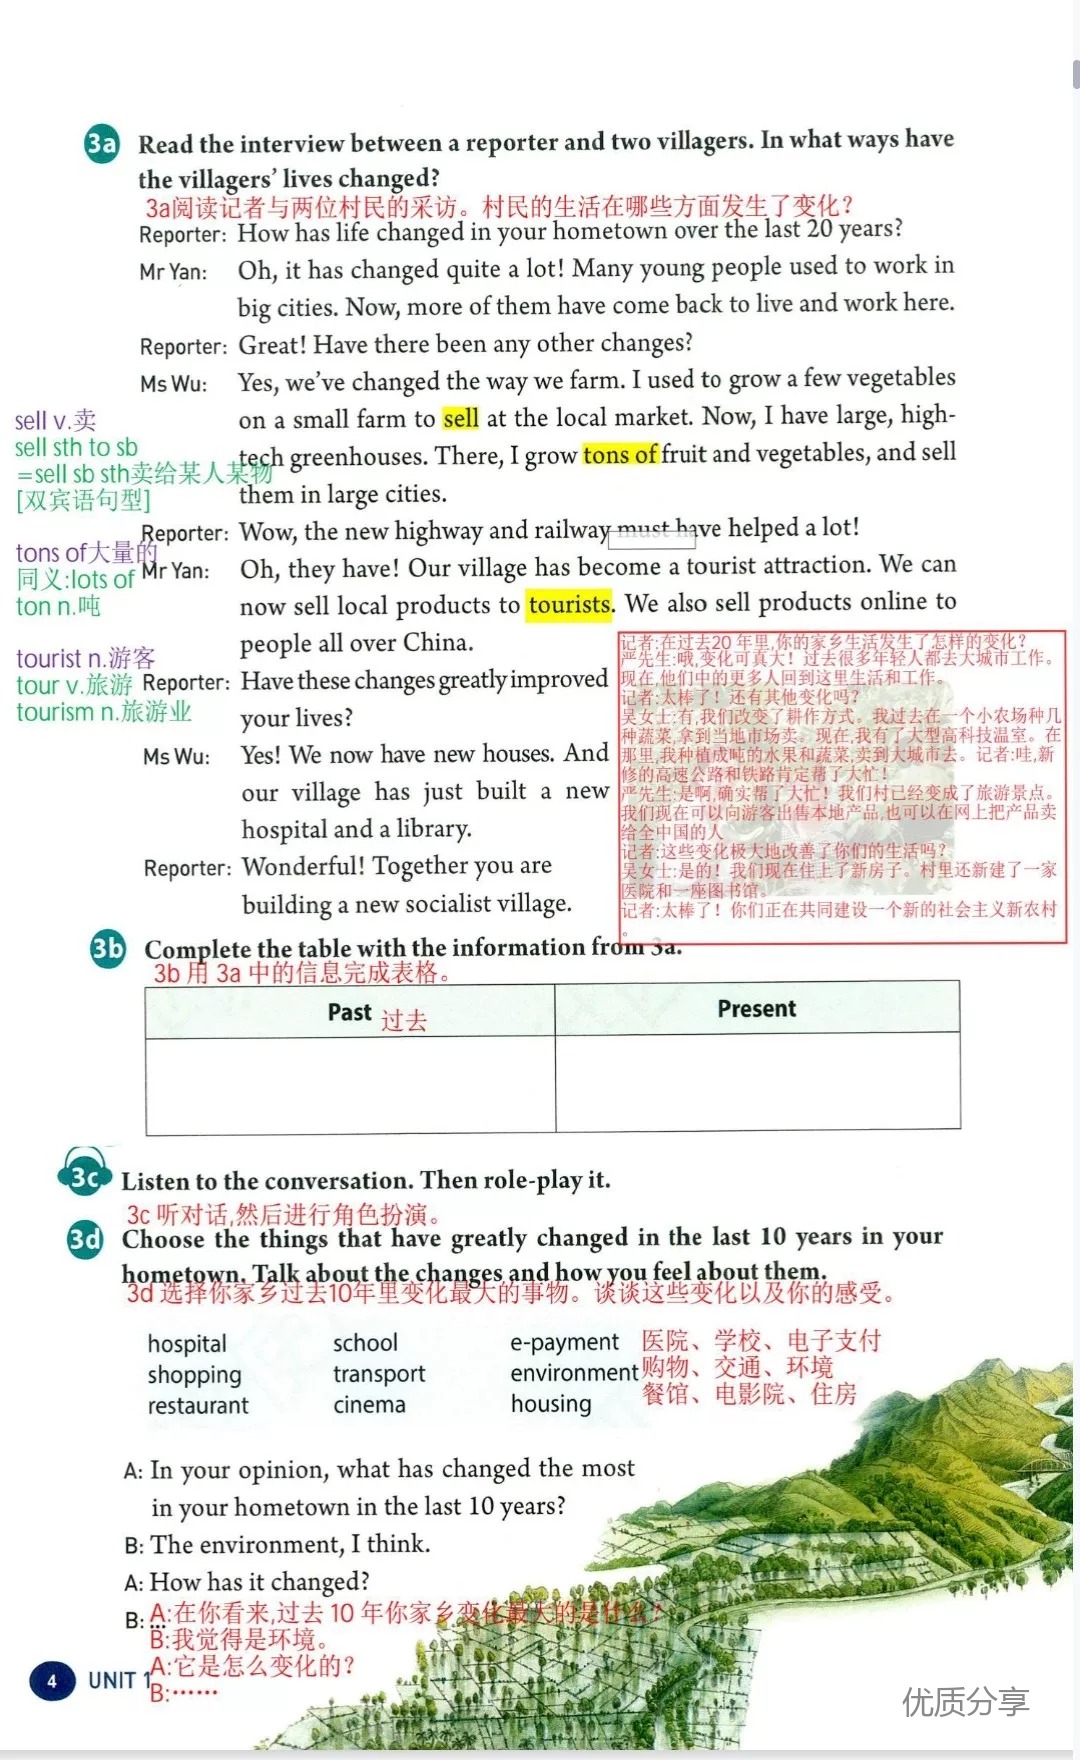 3a Read the interview between a reporter and two villagers. In what ways have
the villagers' lives changed?
3a阅读记者与两位村民的采访。村民的生活在哪些方面发生了变化?
Reporter: How has life changed in your hometown over the last 20 years?
Mr Yan: Oh, it has changed quite a lot! Many young people used to work in
big cities. Now, more of them have come back to live and work here.
Reporter: Great! Have there been any other changes?
Ms Wu: Yes, we've changed the way we farm. I used to grow a few vegetables
on a small farm to sell at the local market. Now, I have large, high-
tech greenhouses. There, I grow tons of fruit and vegetables, and sell
them in large cities.
sell v.卖
sell sth to sb
=sell sb sth卖给某人某物
[双宾语句型]
Reporter: Wow, the new highway and railway must have helped a lot!
Mr Yan: Oh, they have! Our village has become a tourist attraction. We can
now sell local products to tourists. We also sell products online to
people all over China.
tons of大量的
同义:lots of
ton n.吨
Reporter: Have these changes greatly improved
your lives?
tourist n.游客
tour v.旅游
tourism n.旅游业
Ms Wu: Yes! We now have new houses. And
our village has just built a new
hospital and a library.
Reporter: Wonderful! Together you are
building a new socialist village.
记者:在过去20 年里,你的家乡生活发生了怎样的变化?
严先生:哦,变化可真大！过去很多年轻人都去大城市工作。
现在,他们中的更多人回到这里生活和工作。
记者:太棒了！还有其他变化吗?
吴女士:有,我们改变了耕作方式。我过去在一个小农场种几
种蔬菜,拿到当地市场卖。现在,我有了大型高科技温室。在
那里,我种植成吨的水果和蔬菜,卖到大城市去。记者:哇,新
修的高速公路和铁路肯定帮了大忙！
严先生:是啊,确实帮了大忙！我们村已经变成了旅游景点。
我们现在可以向游客出售本地产品,也可以在网上把产品卖
给全中国的人
记者:这些变化极大地改善了你们的生活吗?
吴女士:是的！我们现在住上了新房子。村里还新建了一家
医院和一座图书馆。
记者:太棒了！你们正在共同建设一个新的社会主义新农村
。
3b Complete the table with the information from 3a.
3b 用 3a 中的信息完成表格。
Past 过去 Present
3c Listen to the conversation. Then role-play it.
3c 听对话,然后进行角色扮演。
3d Choose the things that have greatly changed in the last 10 years in your
hometown. Talk about the changes and how you feel about them.
3d 选择你家乡过去10年里变化最大的事物。谈谈这些变化以及你的感受。
hospital school e-payment 医院、学校、电子支付
shopping transport environment 购物、交通、环境
restaurant cinema housing 餐馆、电影院、住房
A: In your opinion, what has changed the most
in your hometown in the last 10 years?
B: The environment, I think.
A: How has it changed?
B: ...
A:在你看来,过去 10 年你家乡变化最大的是什么?
B:我觉得是环境。
A:它是怎么变化的?
B:……
4 UNIT 1
优质分享